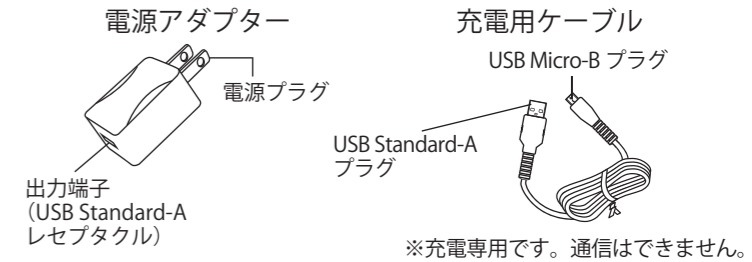 電源アダプター
電源プラグ
出力端子
（USB Standard-A
レセプタクル）
充電用ケーブル
USB Micro-B プラグ
USB Standard-A
プラグ
※充電専用です。通信はできません。